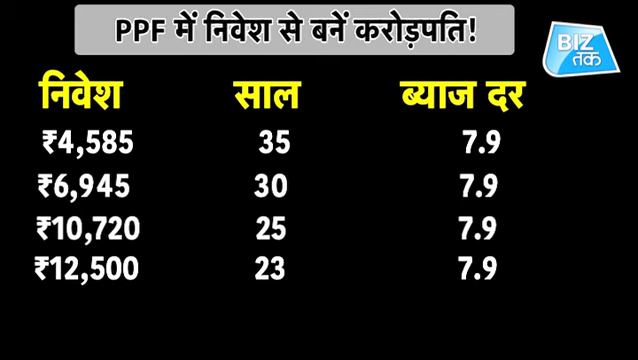 PPF में निवेश से बनें करोड़पति!
BIZ
तक
निवेश साल ब्याज दर
₹4,585 35 7.9
₹6,945 30 7.9
₹10,720 25 7.9
₹12,500 23 7.9